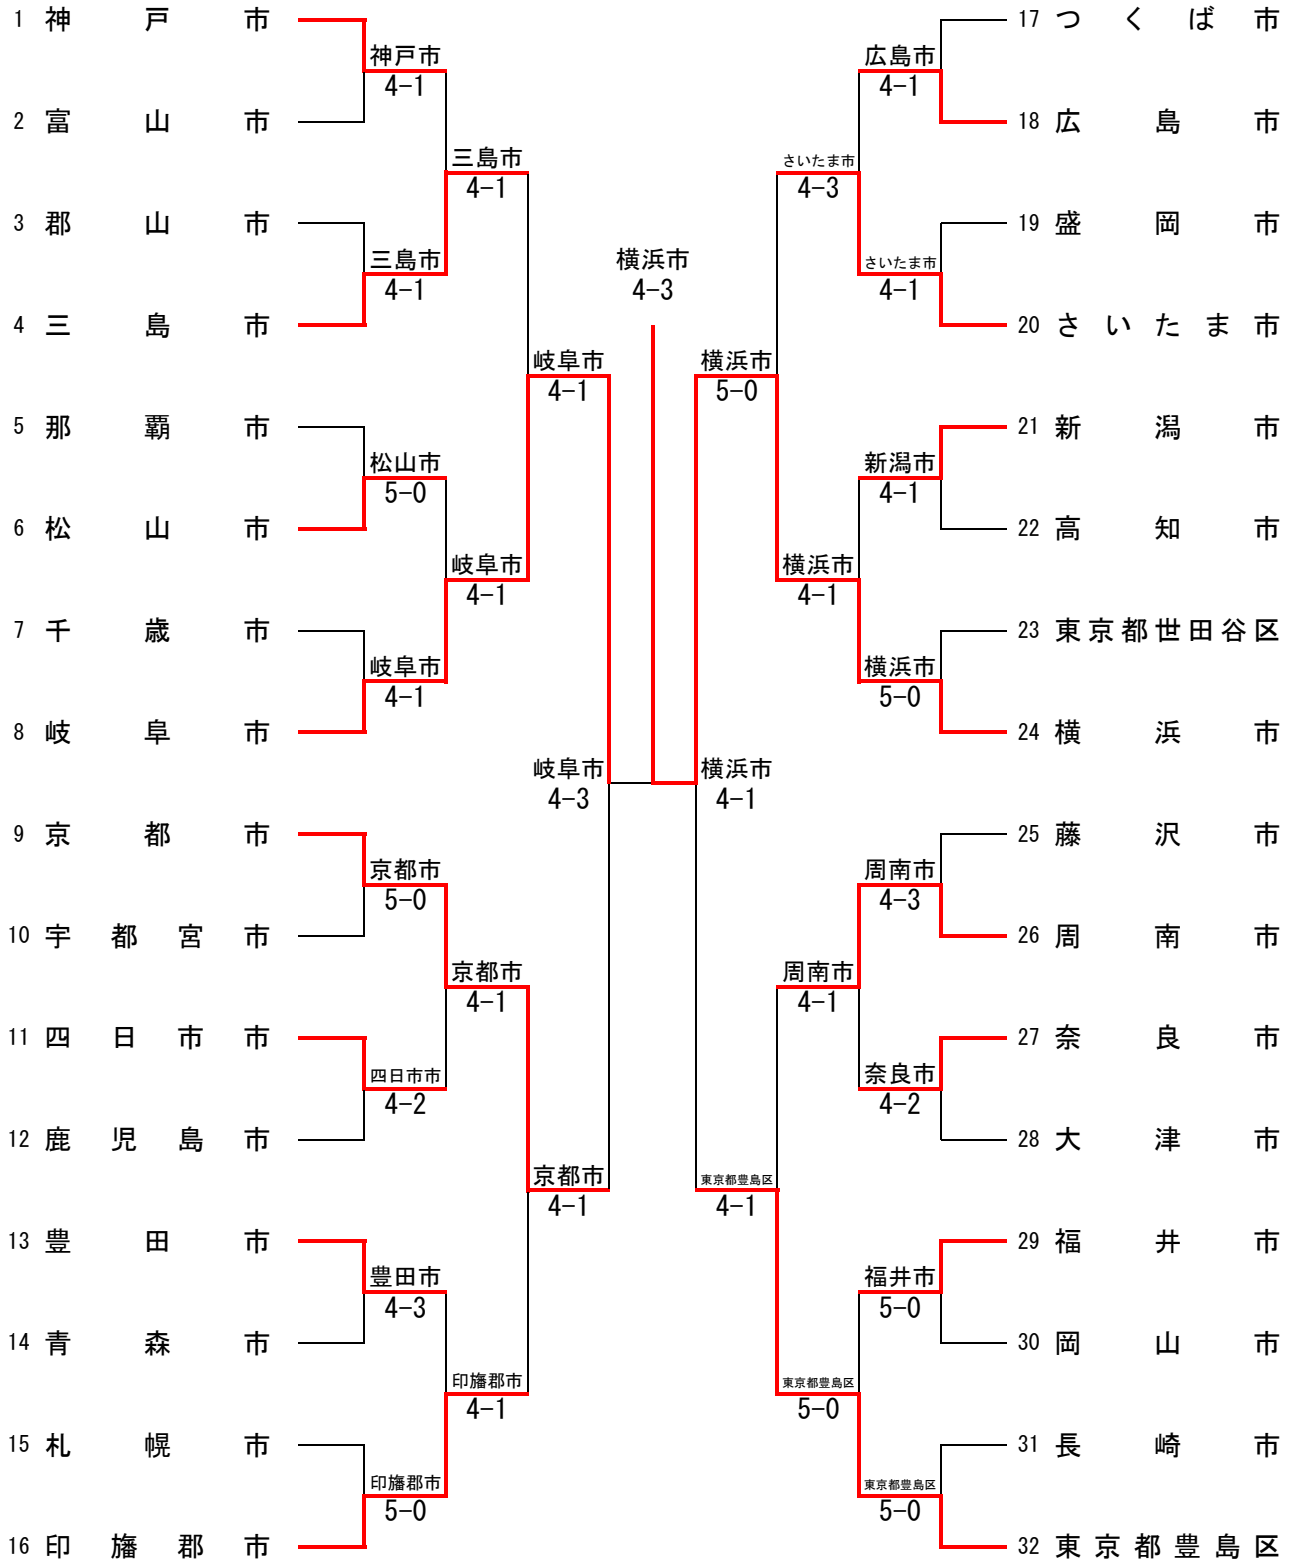 1 神戸市
2 富山市
3 郡山市
4 三島市
5 那覇市
6 松山市
7 千歳市
8 岐阜市
9 京都市
10 宇都宮市
11 四日市市
12 鹿児島市
13 豊田市
14 青森市
15 札幌市
16 印旛郡市
神戸市
4-1
三島市
4-1
松山市
5-0
岐阜市
4-1
京都市
5-0
四日市市
4-2
豊田市
4-3
印旛郡市
5-0
三島市
4-1
岐阜市
4-1
京都市
4-1
印旛郡市
4-1
岐阜市
4-1
京都市
4-1
岐阜市
4-3
横浜市
4-3
横浜市
4-1
横浜市
5-0
東京都豊島区
4-1
さいたま市
4-3
横浜市
4-1
周南市
4-1
東京都豊島区
5-0
広島市
4-1
さいたま市
4-1
新潟市
4-1
横浜市
5-0
周南市
4-3
奈良市
4-2
福井市
5-0
東京都豊島区
5-0
17 つくば市
18 広島市
19 盛岡市
20 さいたま市
21 新潟市
22 高知市
23 東京都世田谷区
24 横浜市
25 藤沢市
26 周南市
27 奈良市
28 大津市
29 福井市
30 岡山市
31 長崎市
32 東京都豊島区